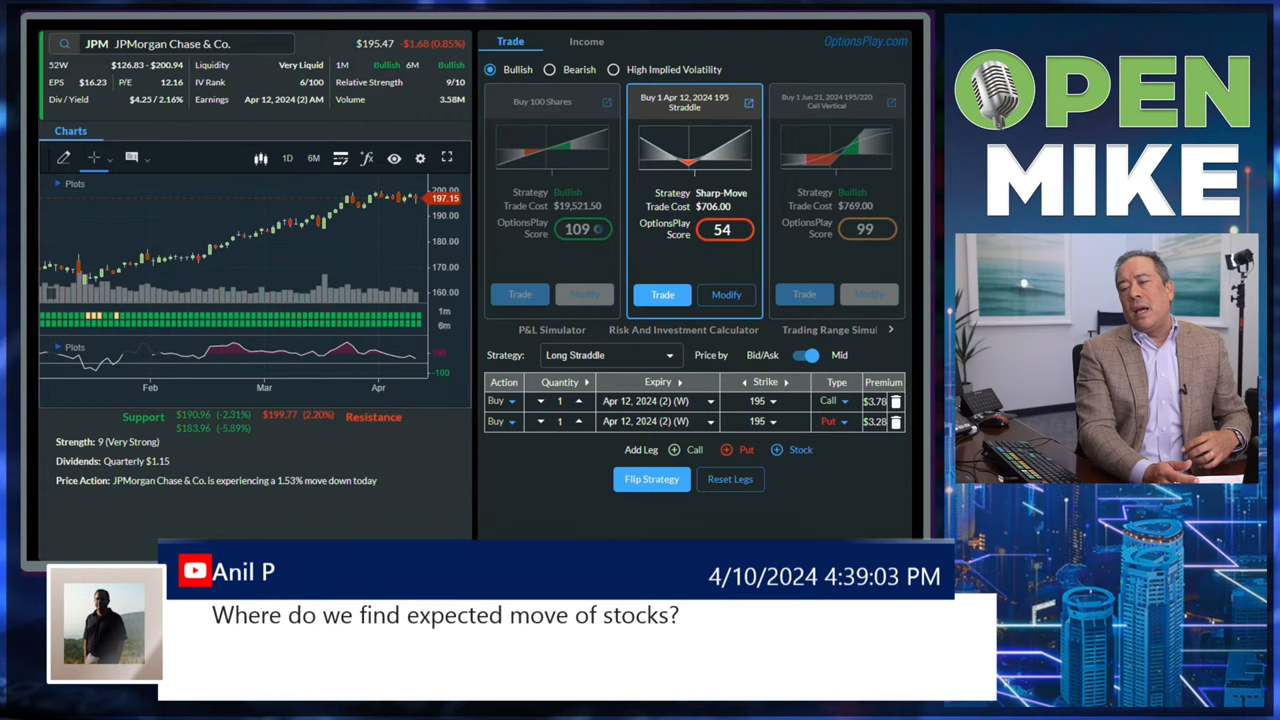 JPM JPMorgan Chase & Co.
$195.47 -$1.68 (0.85%)
52W $126.83 - $200.94 Liquidity Very Liquid 1M Bullish 6M Bullish
EPS $16.23 P/E 12.16 IV Rank 6/100 Relative Strength 9/10
Div / Yield $4.25 / 2.16% Earnings Apr 12, 2024 (2) AM Volume 3.58M
Charts
1D 6M
Plots
200.00
197.15
190.00
180.00
170.00
160.00
1m
6m
Plots
-100
Feb Mar Apr
Support $190.96 (-2.31%) $199.77 (2.20%) Resistance
$183.96 (-5.89%)
Strength: 9 (Very Strong)
Dividends: Quarterly $1.15
Price Action: JPMorgan Chase & Co. is experiencing a 1.53% move down today
Trade Income OptionsPlay.com
Bullish Bearish High Implied Volatility
Buy 100 Shares
Strategy Bullish
Trade Cost $19,521.50
OptionsPlay
Score 109
Trade Modify
Buy 1 Apr 12, 2024 195
Straddle
Strategy Sharp-Move
Trade Cost $706.00
OptionsPlay
Score 54
Trade Modify
Buy 1 Jun 21, 2024 195/220
Call Vertical
Strategy Bullish
Trade Cost $769.00
OptionsPlay
Score 99
Trade Modify
P&L Simulator Risk And Investment Calculator Trading Range Simul
Strategy: Long Straddle Price by Bid/Ask Mid
Action Quantity Expiry Strike Type Premium
Buy 1 Apr 12, 2024 (2) (W) 195 Call $3.78
Buy 1 Apr 12, 2024 (2) (W) 195 Put $3.28
Add Leg Call Put Stock
Flip Strategy Reset Legs
OPEN
MIKE
Anil P 4/10/2024 4:39:03 PM
Where do we find expected move of stocks?